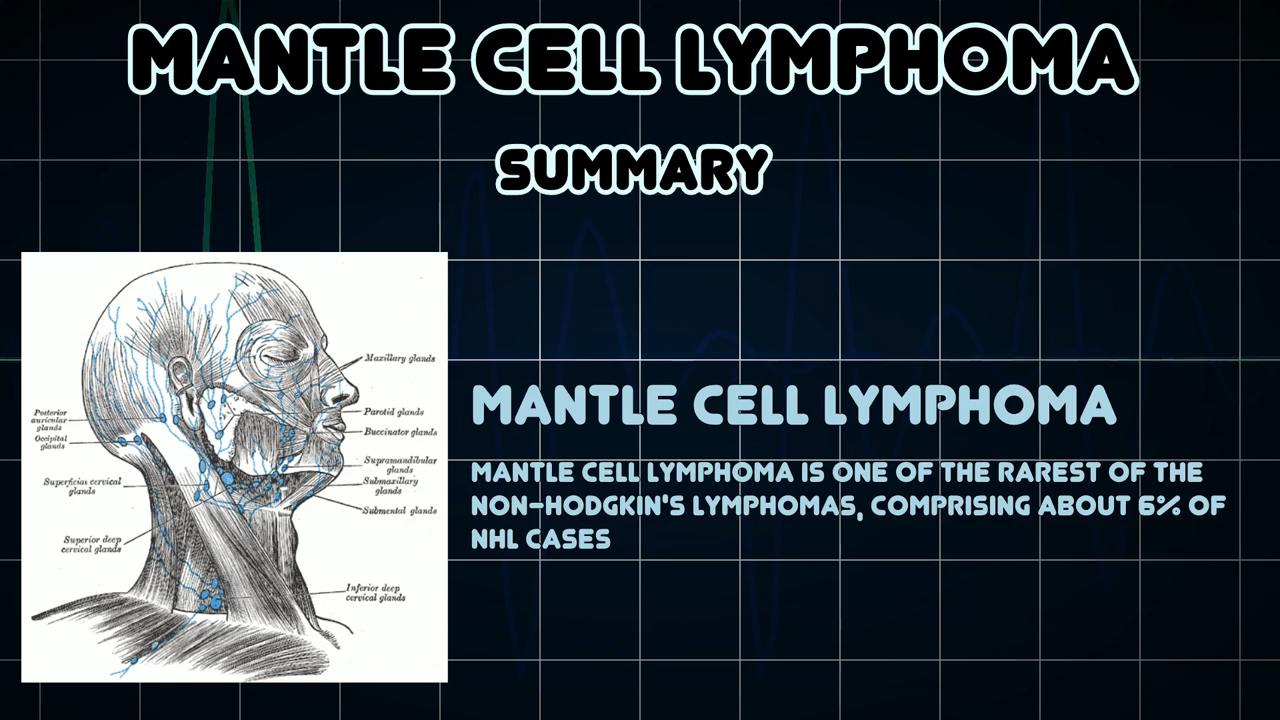 MANTLE CELL LYMPHOMA
SUMMARY
Maxillary glands
Posterior
auricular
glands
Occipital
glands
Superficial cervical
glands
Superior deep
cervical glands
Parotid glands
Buccinator glands
Supramandibular
glands
Submaxillary
glands
Submental glands
Inferior deep
cervical glands
MANTLE CELL LYMPHOMA
MANTLE CELL LYMPHOMA IS ONE OF THE RAREST OF THE
NON-HODGKIN'S LYMPHOMAS, COMPRISING ABOUT 6% OF
NHL CASES